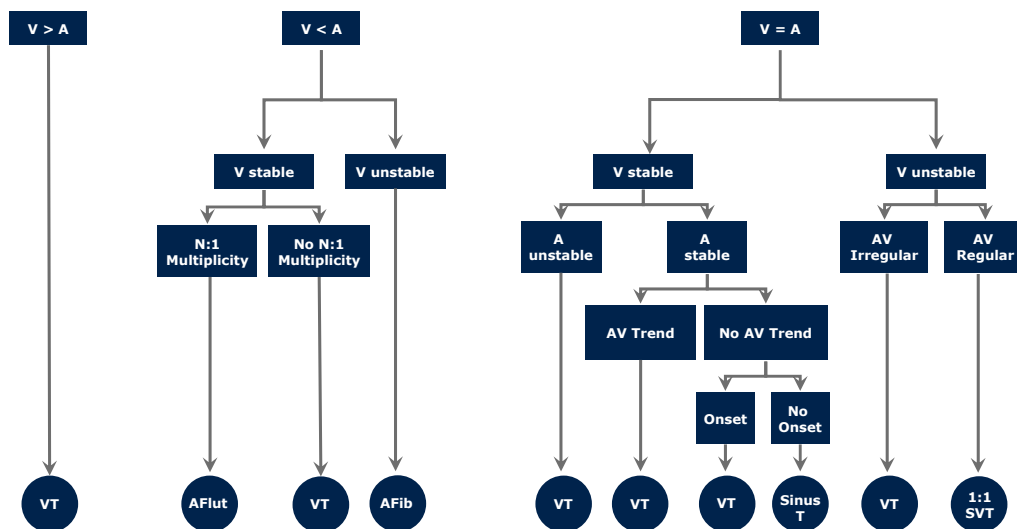 V > A
V < A
V = A
V stable
V unstable
V stable
V unstable
N:1
Multiplicity
No N:1
Multiplicity
A
unstable
A
stable
AV
Irregular
AV
Regular
AV Trend
No AV Trend
Onset
No
Onset
VT
AFlut
VT
AFib
VT
VT
VT
Sinus
T
VT
1:1
SVT